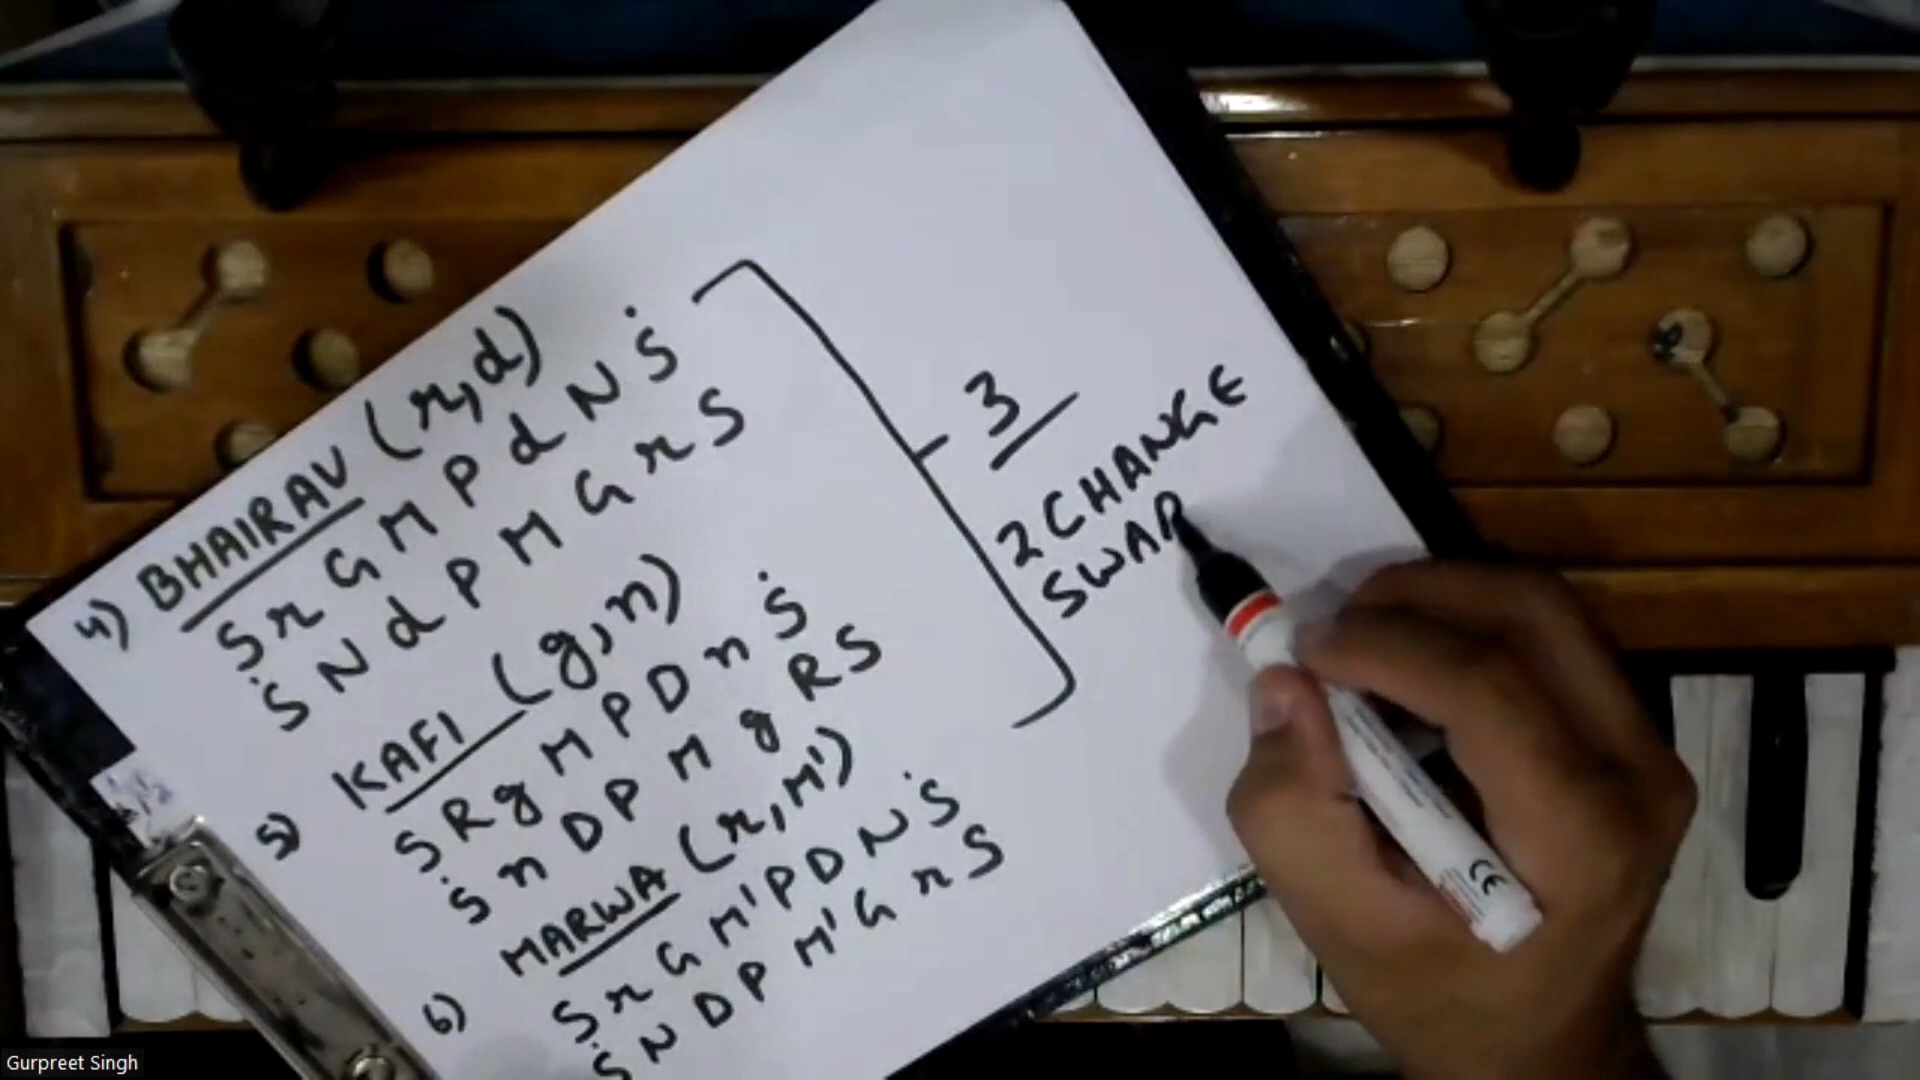 4) BHAIRAV (r,d)
S r G M P d N Ṡ
Ṡ N d P M G r S
5) KAFI (g,n)
S R g M P D n Ṡ
Ṡ n D P M g R S
6) MARWA (r,M')
S r G M' P D N Ṡ
Ṡ N D P M' G r S
3
2 CHANGE
SWAR
Gurpreet Singh